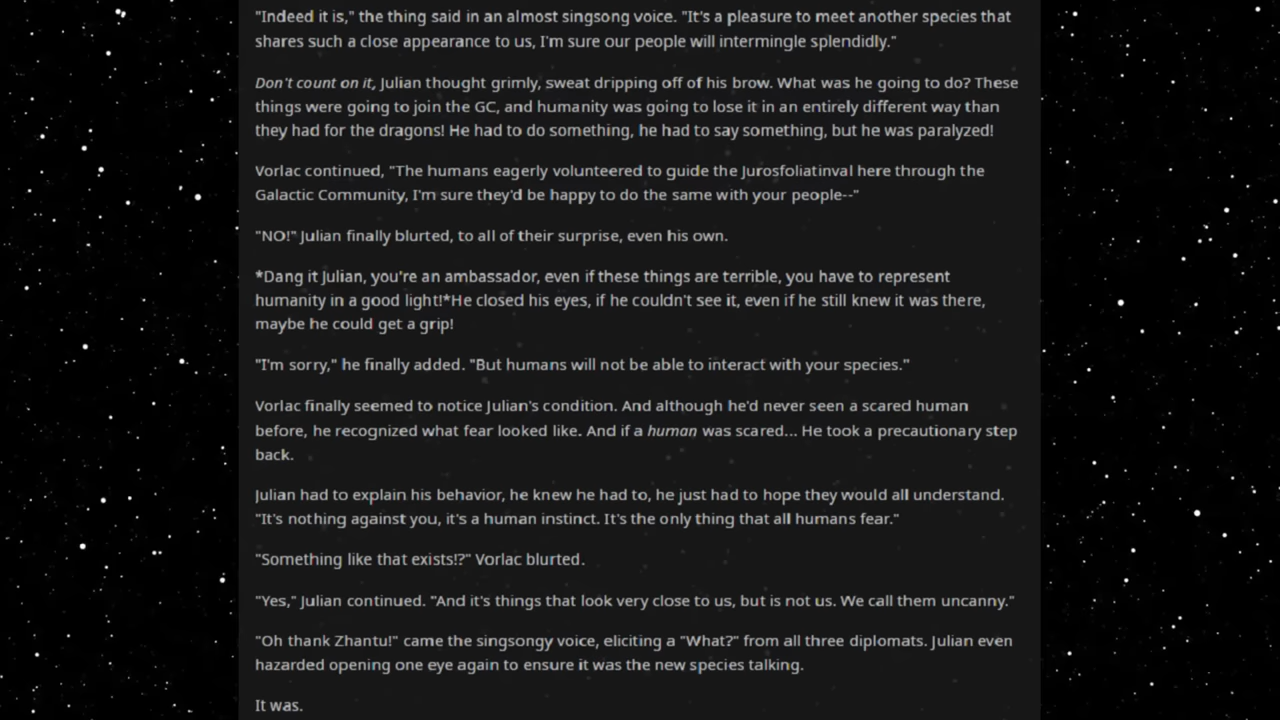 "Indeed it is," the thing said in an almost singsong voice. "It's a pleasure to meet another species that
shares such a close appearance to us, I'm sure our people will intermingle splendidly."
Don't count on it, Julian thought grimly, sweat dripping off of his brow. What was he going to do? These
things were going to join the GC, and humanity was going to lose it in an entirely different way than
they had for the dragons! He had to do something, he had to say something, but he was paralyzed!
Vorlac continued, "The humans eagerly volunteered to guide the Jurosfoliatinval here through the
Galactic Community, I'm sure they'd be happy to do the same with your people--"
"NO!" Julian finally blurted, to all of their surprise, even his own.
*Dang it Julian, you're an ambassador, even if these things are terrible, you have to represent
humanity in a good light!*He closed his eyes, if he couldn't see it, even if he still knew it was there,
maybe he could get a grip!
"I'm sorry," he finally added. "But humans will not be able to interact with your species."
Vorlac finally seemed to notice Julian's condition. And although he'd never seen a scared human
before, he recognized what fear looked like. And if a human was scared... He took a precautionary step
back.
Julian had to explain his behavior, he knew he had to, he just had to hope they would all understand.
"It's nothing against you, it's a human instinct. It's the only thing that all humans fear."
"Something like that exists!?" Vorlac blurted.
"Yes," Julian continued. "And it's things that look very close to us, but is not us. We call them uncanny."
"Oh thank Zhantu!" came the singsongy voice, eliciting a "What?" from all three diplomats. Julian even
hazarded opening one eye again to ensure it was the new species talking.
It was.